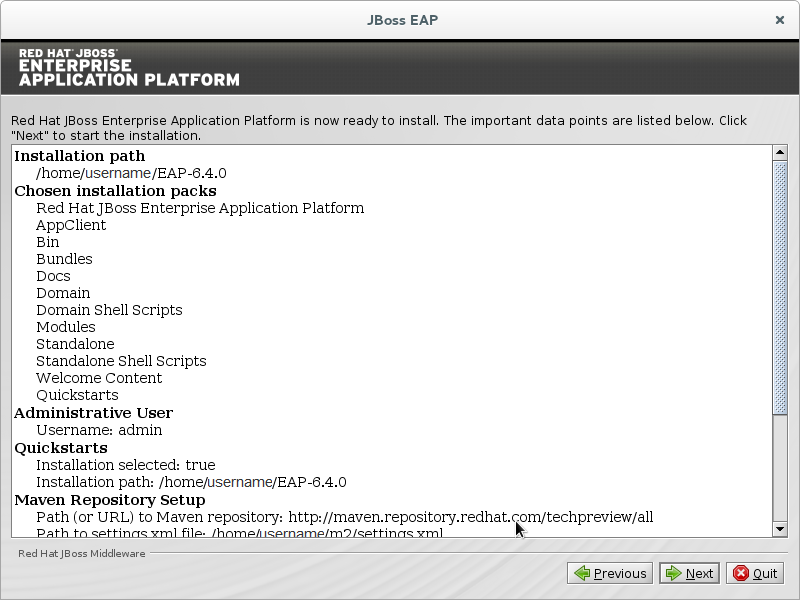 JBoss EAP
RED HAT JBOSS
ENTERPRISE
APPLICATION PLATFORM
Red Hat JBoss Enterprise Application Platform is now ready to install. The important data points are listed below. Click
"Next" to start the installation.
Installation path
/home/username/EAP-6.4.0
Chosen installation packs
Red Hat JBoss Enterprise Application Platform
AppClient
Bin
Bundles
Docs
Domain
Domain Shell Scripts
Modules
Standalone
Standalone Shell Scripts
Welcome Content
Quickstarts
Administrative User
Username: admin
Quickstarts
Installation selected: true
Installation path: /home/username/EAP-6.4.0
Maven Repository Setup
Path (or URL) to Maven repository: http://maven.repository.redhat.com/techpreview/all
Path to settings.xml file: /home/username/m2/settings.xml
Red Hat JBoss Middleware
Previous Next Quit